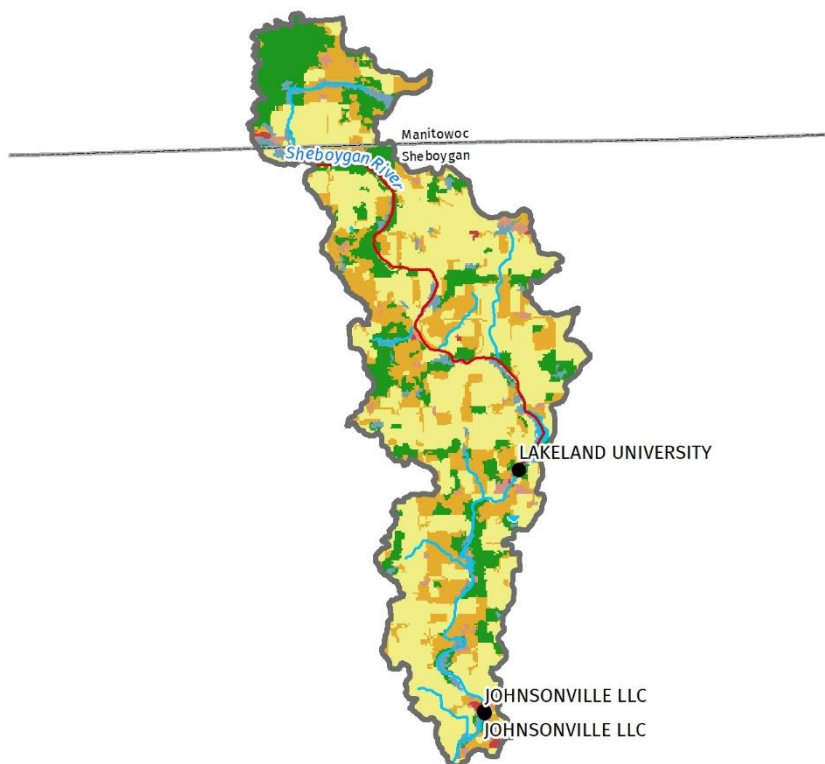 Manitowoc
Sheboygan
Sheboygan River
LAKELAND UNIVERSITY
JOHNSONVILLE LLC
JOHNSONVILLE LLC